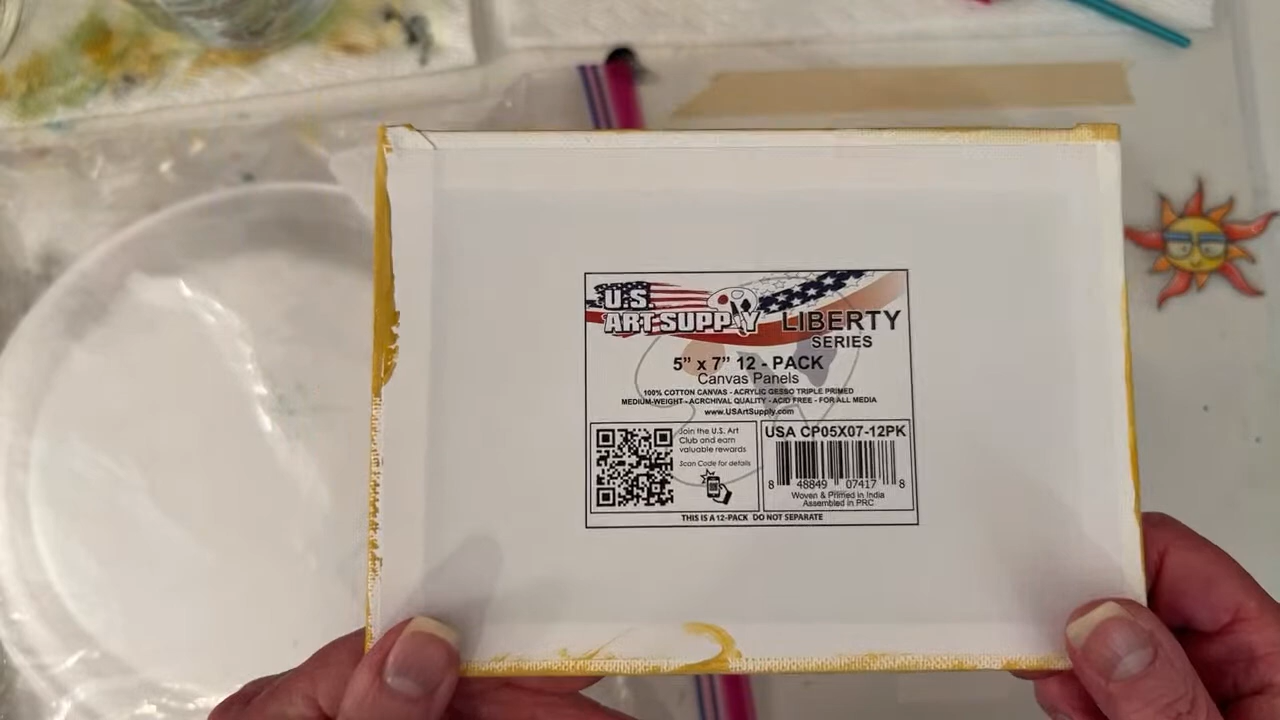 U.S.
ART SUPPLY
LIBERTY
SERIES
5” x 7” 12 - PACK
Canvas Panels
100% COTTON CANVAS - ACRYLIC GESSO TRIPLE PRIMED
MEDIUM-WEIGHT - ACRCHIVAL QUALITY - ACID FREE - FOR ALL MEDIA
www.USArtSupply.com
Join the U.S. Art
Club and earn
valuable rewards
Scan Code for details
USA CP05X07-12PK
8 48849 07417 8
Woven & Primed in India
Assembled in PRC
THIS IS A 12-PACK DO NOT SEPARATE